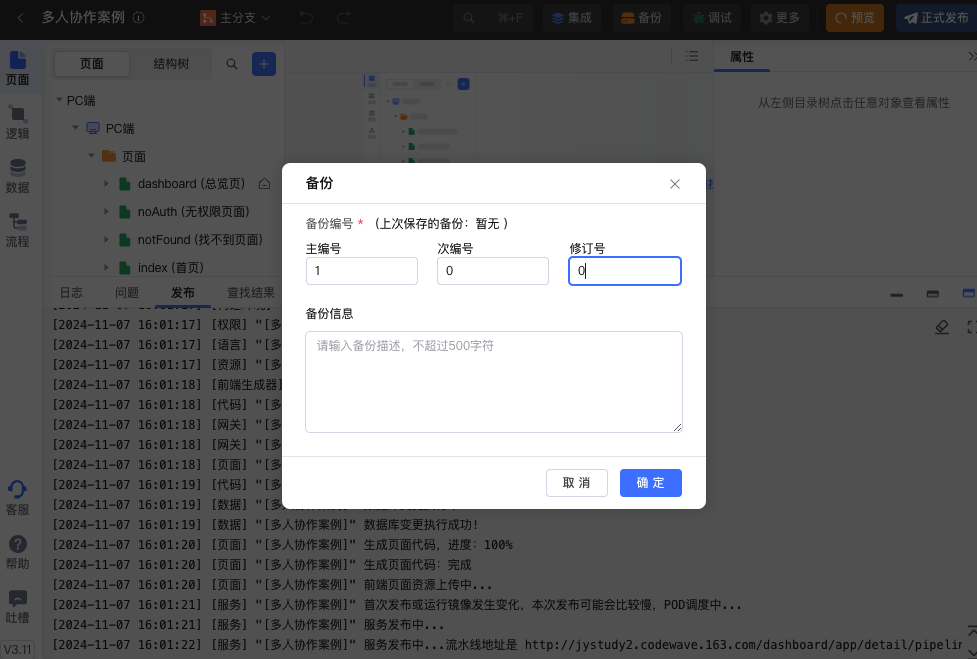 多人协作案例
主分支
⌘+F
集成
备份
调试
更多
预览
正式发布
页面
逻辑
数据
流程
客服
帮助
吐槽
V3.11
页面
结构树
PC端
PC端
页面
dashboard (总览页)
noAuth (无权限页面)
notFound (找不到页面)
index (首页)
属性
从左侧目录树点击任意对象查看属性
备份
备份编号 * (上次保存的备份：暂无 )
主编号
次编号
修订号
1
0
0
备份信息
请输入备份描述，不超过500字符
取 消
确 定
日志
问题
发布
查找结果
[2024-11-07 16:01:17] [权限] "[多
[2024-11-07 16:01:17] [语言] "[多
[2024-11-07 16:01:17] [资源] "[多
[2024-11-07 16:01:18] [前端生成器]
[2024-11-07 16:01:18] [代码] "[多
[2024-11-07 16:01:18] [网关] "[多
[2024-11-07 16:01:18] [网关] "[多
[2024-11-07 16:01:18] [页面] "[多
[2024-11-07 16:01:19] [代码] "[多
[2024-11-07 16:01:19] [数据] "[多
[2024-11-07 16:01:19] [数据] "[多人协作案例]" 数据库变更执行成功！
[2024-11-07 16:01:20] [页面] "[多人协作案例]" 生成页面代码，进度：100%
[2024-11-07 16:01:20] [页面] "[多人协作案例]" 生成页面代码：完成
[2024-11-07 16:01:20] [页面] "[多人协作案例]" 前端页面资源上传中...
[2024-11-07 16:01:21] [服务] "[多人协作案例]" 首次发布或运行镜像发生变化，本次发布可能会比较慢，POD调度中...
[2024-11-07 16:01:21] [服务] "[多人协作案例]" 服务发布中...
[2024-11-07 16:01:22] [服务] "[多人协作案例]" 服务发布中...流水线地址是 http://jystudy2.codewave.163.com/dashboard/app/detail/pipelin